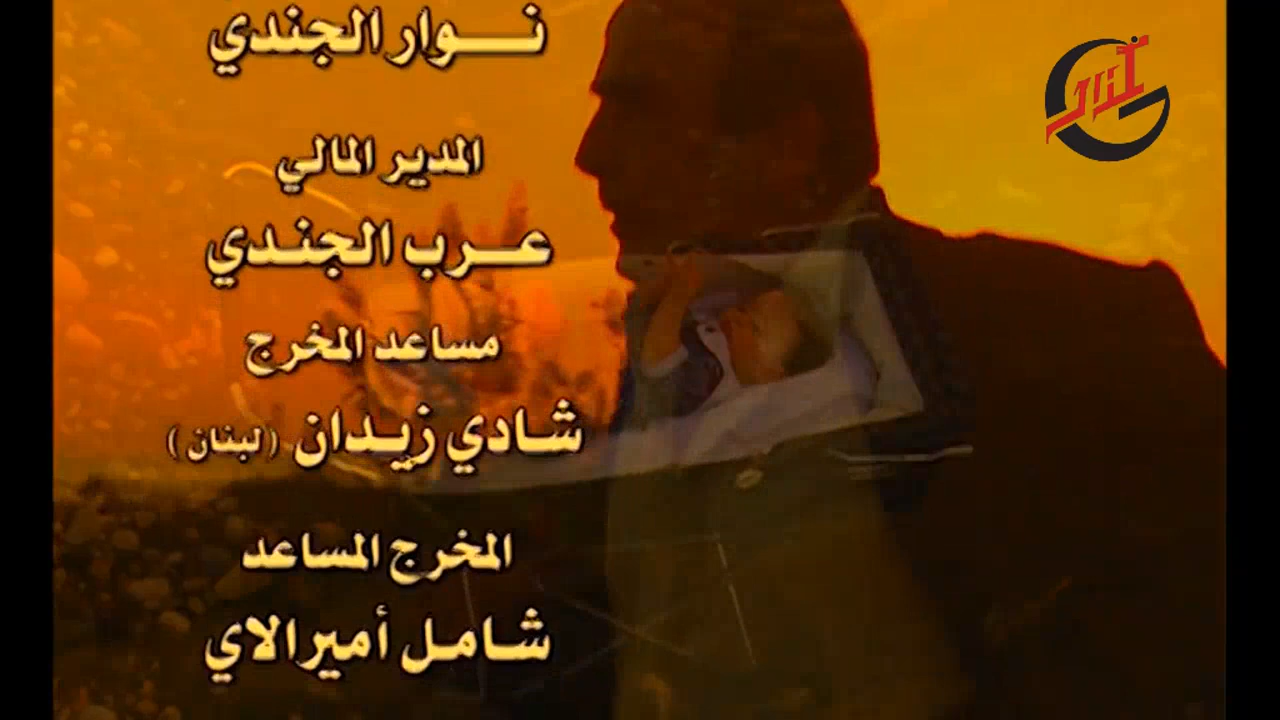 نوار الجندي
المدير المالي
عرب الجندي
مساعد المخرج
شادي زيدان (لبنان)
المخرج المساعد
شامل أميرالاي